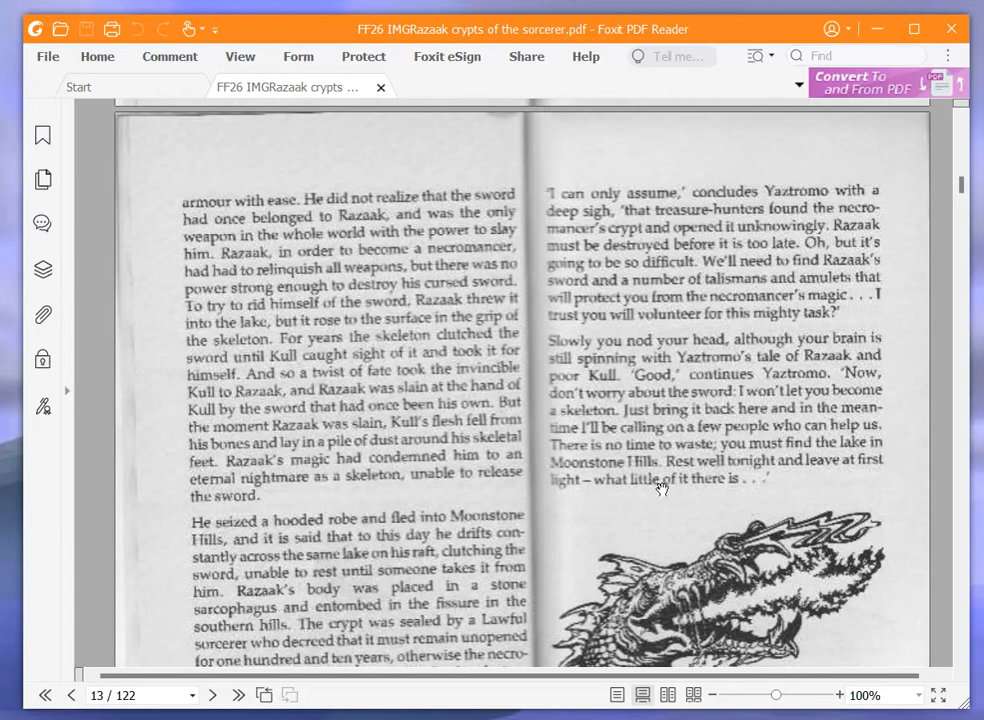 FF26 IMGRazaak crypts of the sorcerer.pdf - Foxit PDF Reader
File Home Comment View Form Protect Foxit eSign Share Help Tell me... Find
Start
FF26 IMGRazaak crypts ...
Convert To
and From PDF
PDF
armour with ease. He did not realize that the sword
had once belonged to Razaak, and was the only
weapon in the whole world with the power to slay
him. Razaak, in order to become a necromancer,
had had to relinquish all weapons, but there was no
power strong enough to destroy his cursed sword.
To try to rid himself of the sword, Razaak threw it
into the lake, but it rose to the surface in the grip of
the skeleton. For years the skeleton clutched the
sword until Kull caught sight of it and took it for
himself. And so a twist of fate took the invincible
Kull to Razaak, and Razaak was slain at the hand of
Kull by the sword that had once been his own. But
the moment Razaak was slain, Kull's flesh fell from
his bones and lay in a pile of dust around his skeletal
feet. Razaak's magic had condemned him to an
eternal nightmare as a skeleton, unable to release
the sword.
He seized a hooded robe and fled into Moonstone
Hills, and it is said that to this day he drifts con-
stantly across the same lake on his raft, clutching the
sword, unable to rest until someone takes it from
him. Razaak's body was placed in a stone
sarcophagus and entombed in the fissure in the
southern hills. The crypt was sealed by a Lawful
sorcerer who decreed that it must remain unopened
for one hundred and ten years, otherwise the necro-
'I can only assume,' concludes Yaztromo with a
deep sigh, 'that treasure-hunters found the necro-
mancer's crypt and opened it unknowingly. Razaak
must be destroyed before it is too late. Oh, but it's
going to be so difficult. We'll need to find Razaak's
sword and a number of talismans and amulets that
will protect you from the necromancer's magic . . . I
trust you will volunteer for this mighty task?'
Slowly you nod your head, although your brain is
still spinning with Yaztromo's tale of Razaak and
poor Kull. 'Good,' continues Yaztromo. 'Now,
don't worry about the sword: I won't let you become
a skeleton. Just bring it back here and in the mean-
time I'll be calling on a few people who can help us.
There is no time to waste; you must find the lake in
Moonstone Hills. Rest well tonight and leave at first
light – what little of it there is . . .'
13 / 122
100%